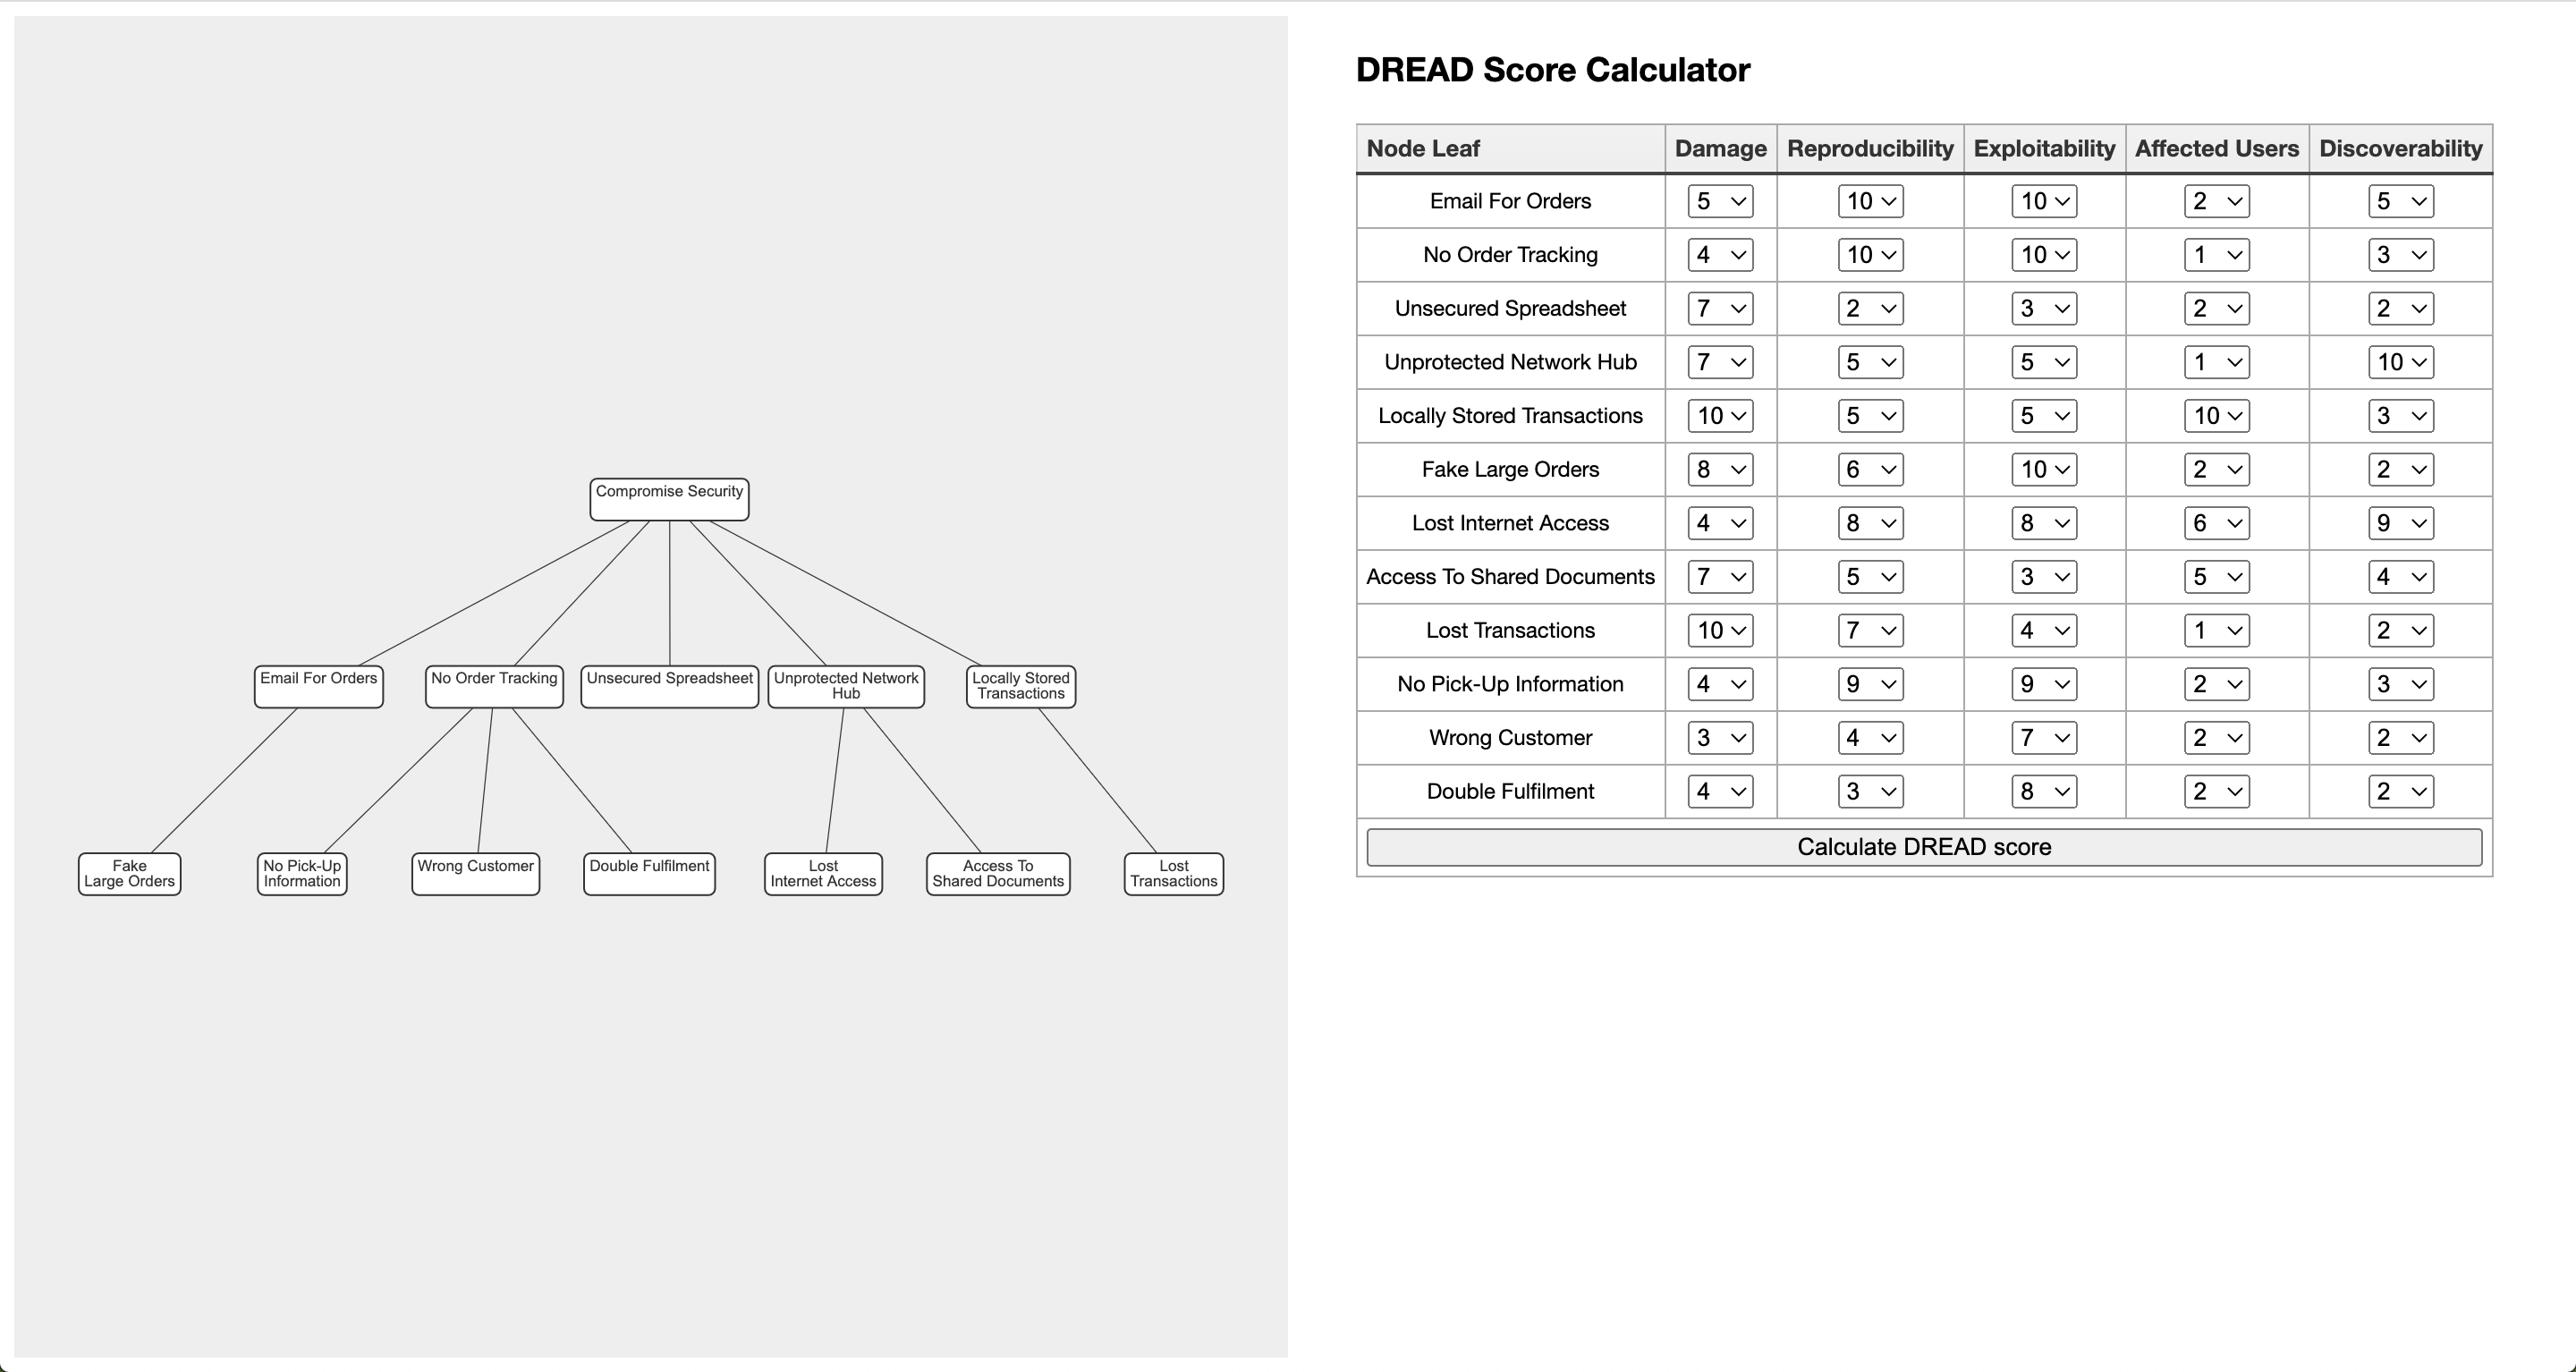 Compromise Security
Email For Orders
No Order Tracking
Unsecured Spreadsheet
Unprotected Network
Hub
Locally Stored
Transactions
Fake
Large Orders
No Pick-Up
Information
Wrong Customer
Double Fulfilment
Lost
Internet Access
Access To
Shared Documents
Lost
Transactions
DREAD Score Calculator
Node Leaf Damage Reproducibility Exploitability Affected Users Discoverability
Email For Orders 5 10 10 2 5
No Order Tracking 4 10 10 1 3
Unsecured Spreadsheet 7 2 3 2 2
Unprotected Network Hub 7 5 5 1 10
Locally Stored Transactions 10 5 5 10 3
Fake Large Orders 8 6 10 2 2
Lost Internet Access 4 8 8 6 9
Access To Shared Documents 7 5 3 5 4
Lost Transactions 10 7 4 1 2
No Pick-Up Information 4 9 9 2 3
Wrong Customer 3 4 7 2 2
Double Fulfilment 4 3 8 2 2
Calculate DREAD score